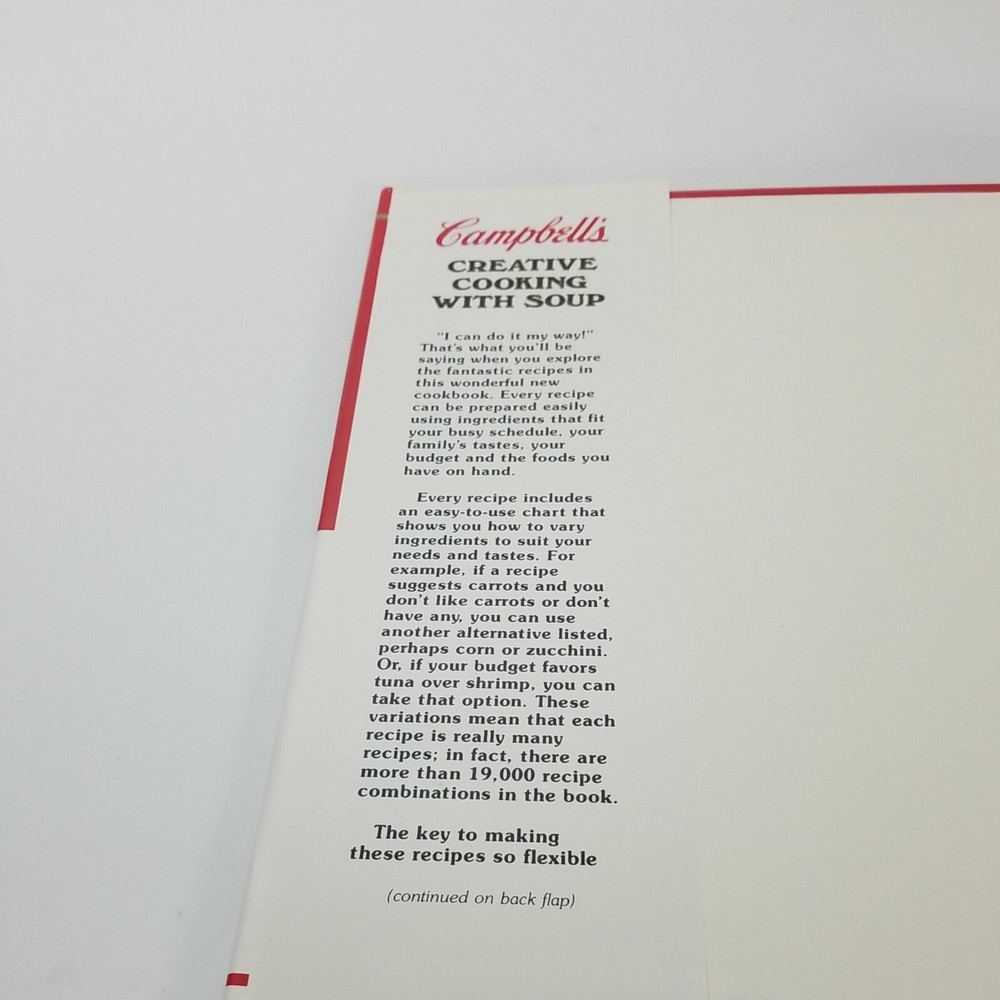 Campbell's
CREATIVE
COOKING
WITH SOUP
"I can do it my way!"
That's what you'll be
saying when you explore
the fantastic recipes in
this wonderful new
cookbook. Every recipe
can be prepared easily
using ingredients that fit
your busy schedule, your
family's tastes, your
budget and the foods you
have on hand.
Every recipe includes
an easy-to-use chart that
shows you how to vary
ingredients to suit your
needs and tastes. For
example, if a recipe
suggests carrots and you
don't like carrots or don't
have any, you can use
another alternative listed,
perhaps corn or zucchini.
Or, if your budget favors
tuna over shrimp, you can
take that option. These
variations mean that each
recipe is really many
recipes; in fact, there are
more than 19,000 recipe
combinations in the book.
The key to making
these recipes so flexible
(continued on back flap)